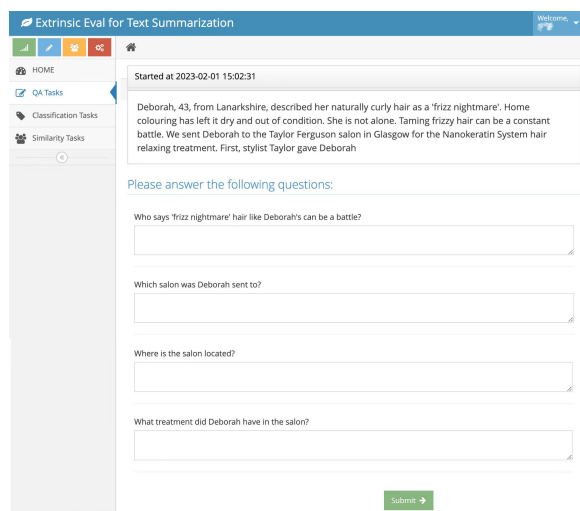 Extrinsic Eval for Text Summarization
Welcome,
HOME
QA Tasks
Classification Tasks
Similarity Tasks
Started at 2023-02-01 15:02:31
Deborah, 43, from Lanarkshire, described her naturally curly hair as a 'frizz nightmare'. Home
colouring has left it dry and out of condition. She is not alone. Taming frizzy hair can be a constant
battle. We sent Deborah to the Taylor Ferguson salon in Glasgow for the Nanokeratin System hair
relaxing treatment. First, stylist Taylor gave Deborah
Please answer the following questions:
Who says 'frizz nightmare' hair like Deborah's can be a battle?
Which salon was Deborah sent to?
Where is the salon located?
What treatment did Deborah have in the salon?
Submit